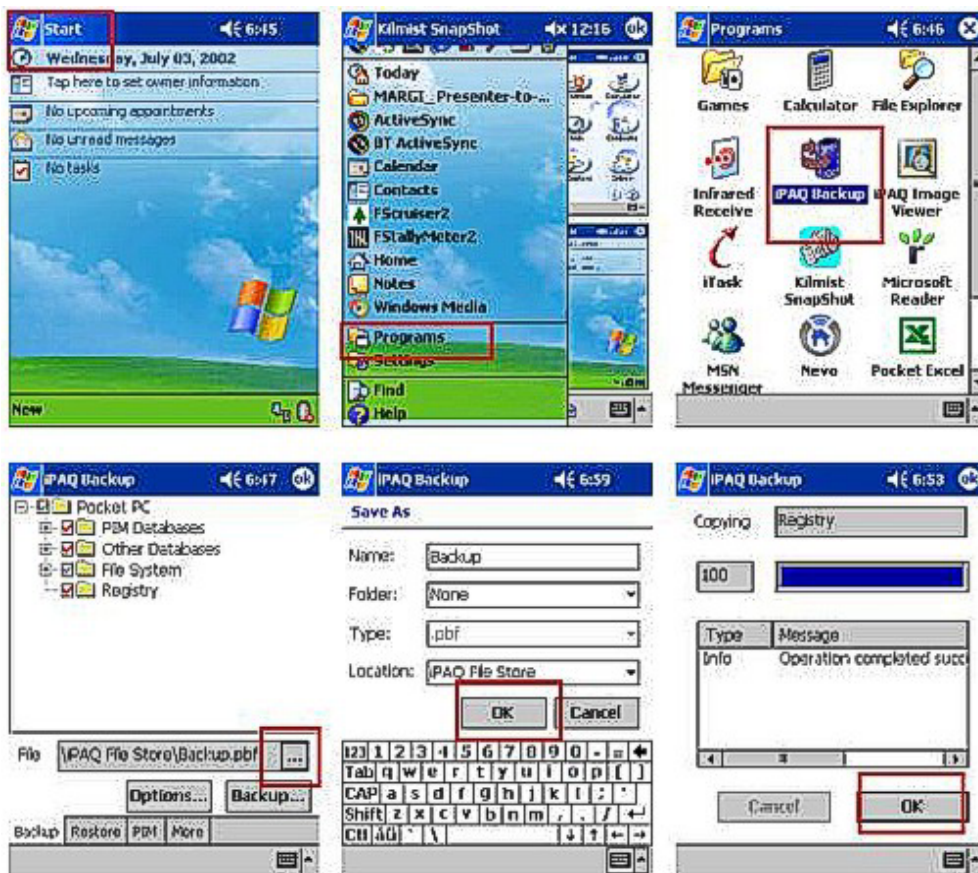 Start 6:45
Wednesday, July 03, 2002
Tap here to set owner information
No upcoming appointments
No unread messages
No tasks
New
Kilmist SnapShot 12:16 ok
Today
MARGI_Presenter-to-...
ActiveSync
BT ActiveSync
Calendar
Contacts
FScruiser2
FStallyMeter2
Home
Notes
Windows Media
Programs
Settings
Find
Help
Programs 6:46
Games Calculator File Explorer
Infrared Receive
iPAQ Backup
iPAQ Image Viewer
iTask
Kilmist SnapShot
Microsoft Reader
MSN Messenger
Nevo
Pocket Excel
iPAQ Backup 6:47 ok
Pocket PC
PIM Databases
Other Databases
File System
Registry
File \iPAQ File Store\Backup.pbf ...
Options... Backup...
Backup Restore PIM More
iPAQ Backup 6:59
Save As
Name: Backup
Folder: None
Type: .pbf
Location: iPAQ File Store
OK Cancel
123 1 2 3 4 5 6 7 8 9 0 - =
Tab q w e r t y u i o p [ ]
CAP a s d f g h j k l ; '
Shift z x c v b n m , . /
Ctl áü ` \
iPAQ Backup 6:53 ok
Copying Registry
100
Type Message
Info Operation completed succ
Cancel OK